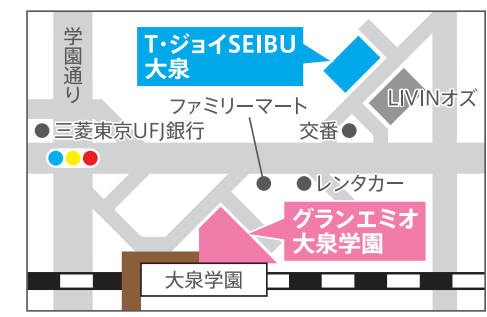 学園通り
T・ジョイSEIBU
大泉
LIVINオズ
ファミリーマート
三菱東京UFJ銀行
交番
レンタカー
グランエミオ
大泉学園
大泉学園